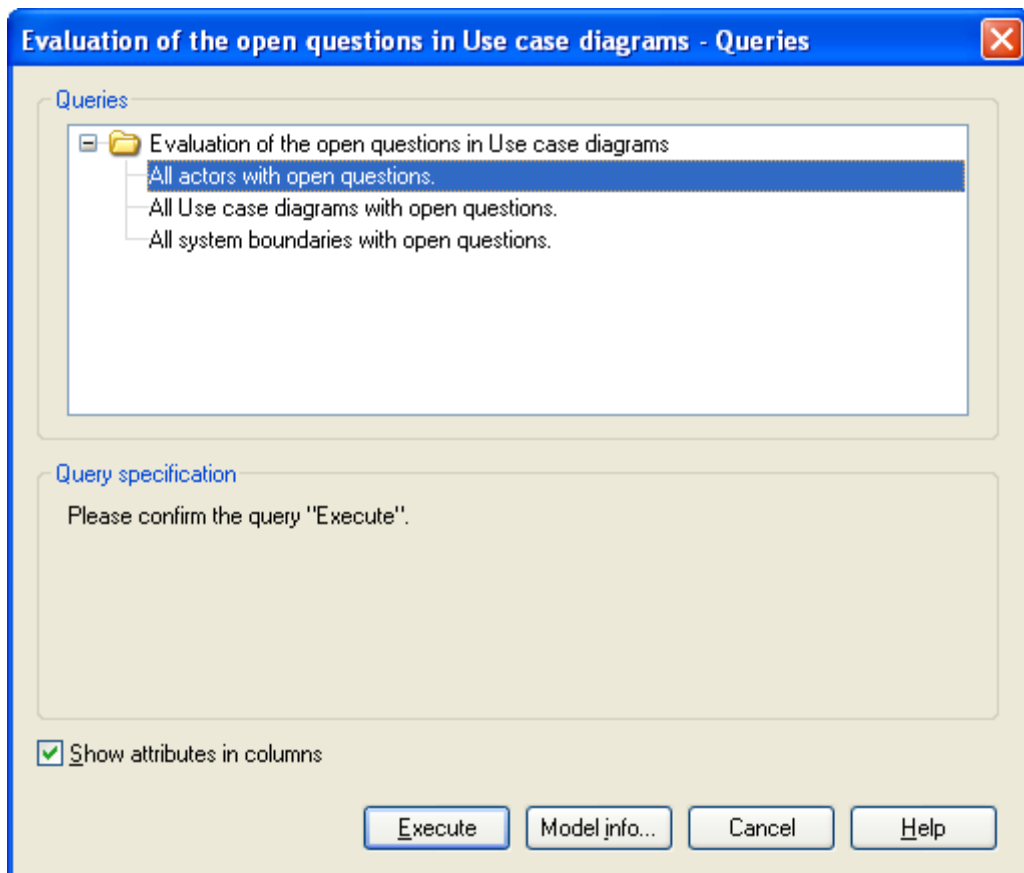 Evaluation of the open questions in Use case diagrams - Queries
Queries
Evaluation of the open questions in Use case diagrams
All actors with open questions.
All Use case diagrams with open questions.
All system boundaries with open questions.
Query specification
Please confirm the query "Execute".
Show attributes in columns
Execute
Model info...
Cancel
Help